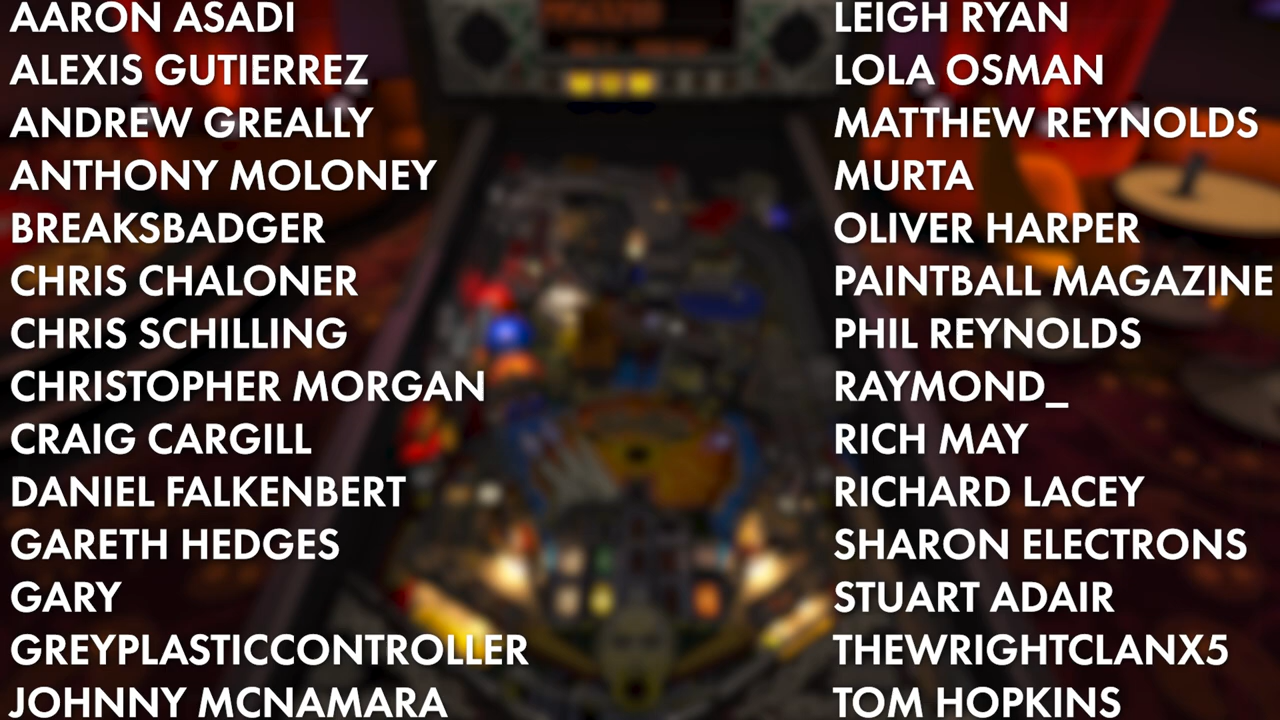 AARON ASADI
ALEXIS GUTIERREZ
ANDREW GREALLY
ANTHONY MOLONEY
BREAKSBADGER
CHRIS CHALONER
CHRIS SCHILLING
CHRISTOPHER MORGAN
CRAIG CARGILL
DANIEL FALKENBERT
GARETH HEDGES
GARY
GREYPLASTICCONTROLLER
JOHNNY MCNAMARA
LEIGH RYAN
LOLA OSMAN
MATTHEW REYNOLDS
MURTA
OLIVER HARPER
PAINTBALL MAGAZINE
PHIL REYNOLDS
RAYMOND_
RICH MAY
RICHARD LACEY
SHARON ELECTRONS
STUART ADAIR
THEWRIGHTCLANX5
TOM HOPKINS